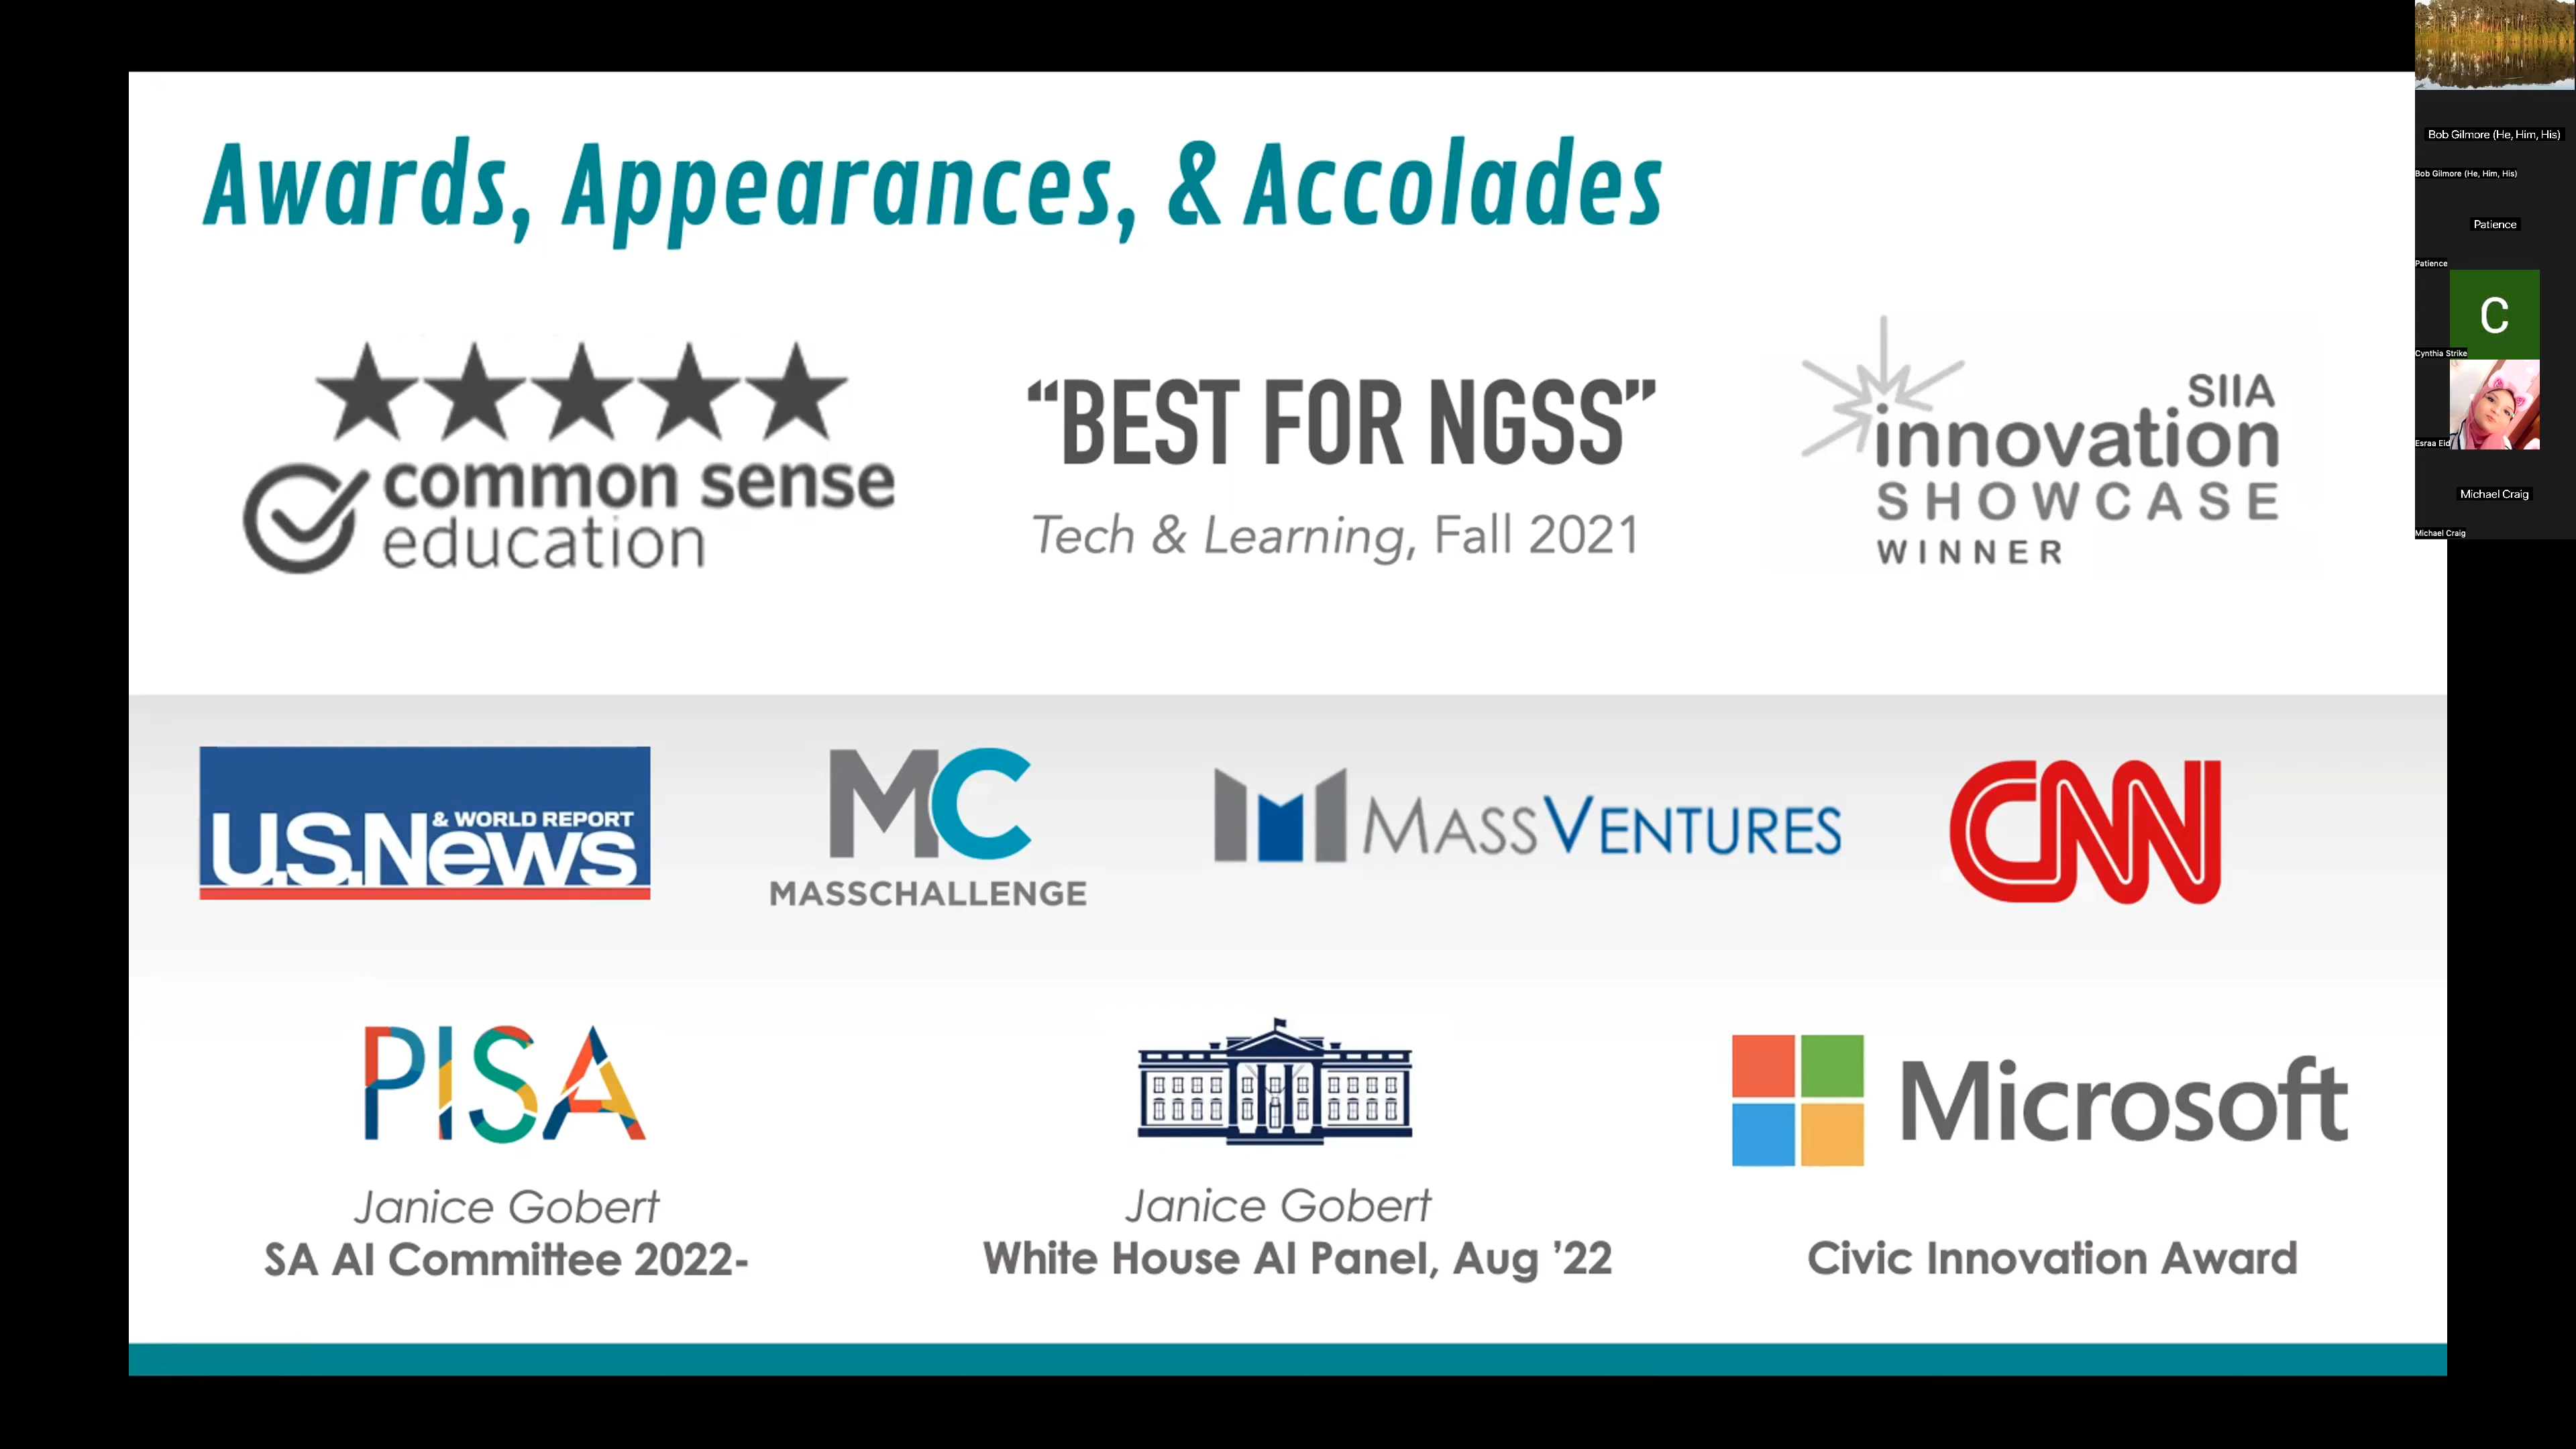 Awards, Appearances, & Accolades
common sense
education
“BEST FOR NGSS”
Tech & Learning, Fall 2021
SIIA
innovation
SHOWCASE
WINNER
U.S.News
& WORLD REPORT
MC
MASSCHALLENGE
MASSVENTURES
CNN
PISA
Janice Gobert
SA AI Committee 2022-
Janice Gobert
White House AI Panel, Aug ’22
Microsoft
Civic Innovation Award
Bob Gilmore (He, Him, His)
Bob Gilmore (He, Him, His)
Patience
Patience
C
Cynthia Strike
Esraa Eid
Michael Craig
Michael Craig